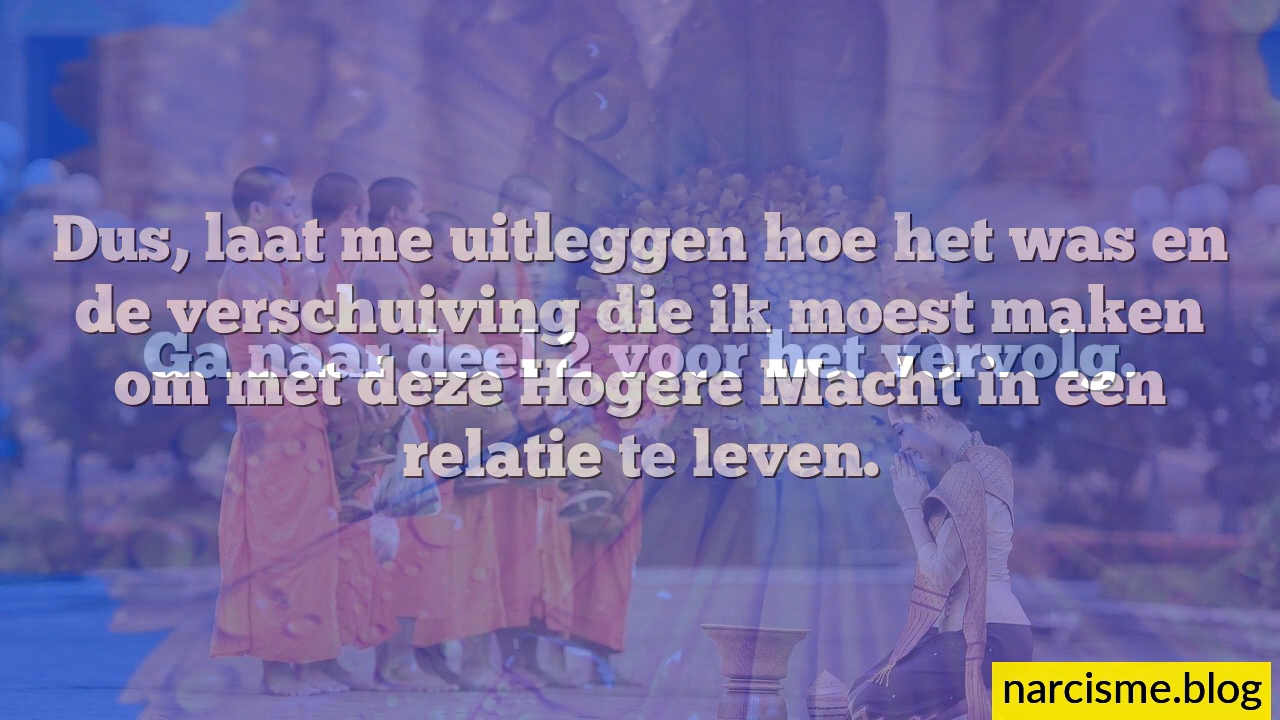 Dus, laat me uitleggen hoe het was en
de verschuiving die ik moest maken
Ga naar deel 2 voor het vervolg.
om met deze Hogere Macht in een
relatie te leven.
narcisme.blog